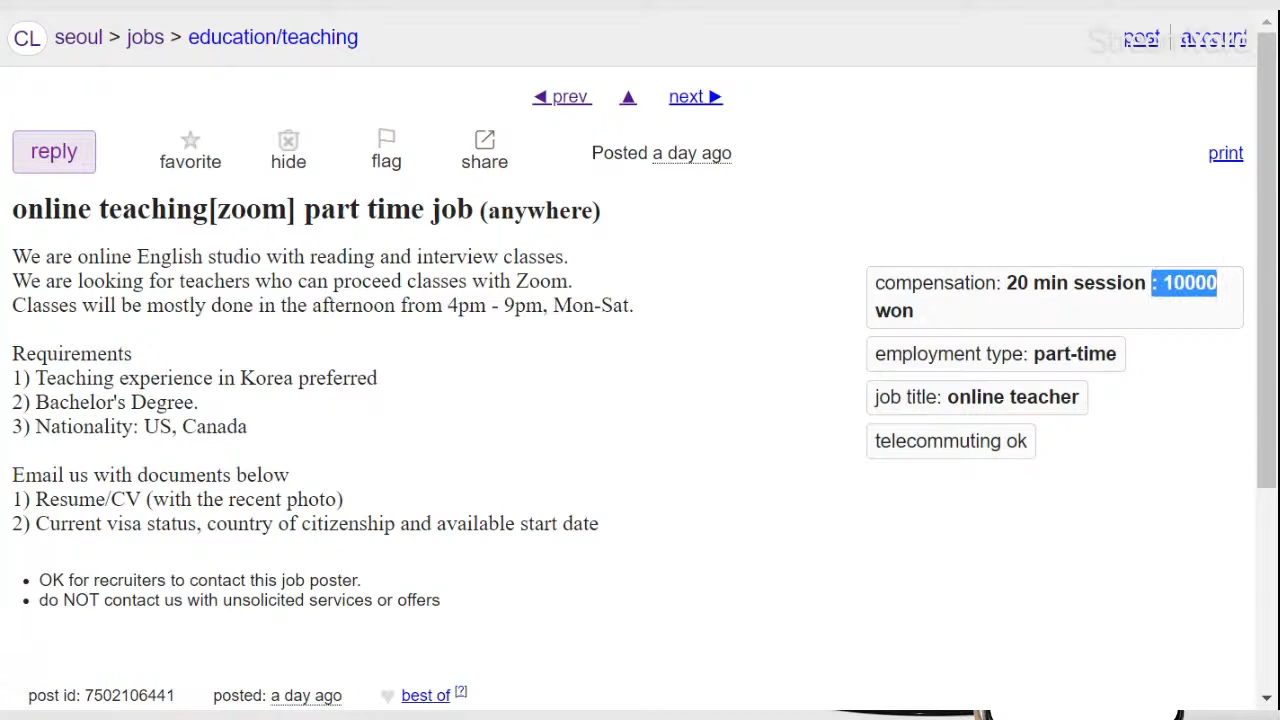 CL seoul > jobs > education/teaching
post account
◀ prev ▲ next ▶
reply favorite hide flag share Posted a day ago print
online teaching[zoom] part time job (anywhere)
We are online English studio with reading and interview classes.
We are looking for teachers who can proceed classes with Zoom.
Classes will be mostly done in the afternoon from 4pm - 9pm, Mon-Sat.
Requirements
1) Teaching experience in Korea preferred
2) Bachelor's Degree.
3) Nationality: US, Canada
Email us with documents below
1) Resume/CV (with the recent photo)
2) Current visa status, country of citizenship and available start date
• OK for recruiters to contact this job poster.
• do NOT contact us with unsolicited services or offers
compensation: 20 min session : 10000
won
employment type: part-time
job title: online teacher
telecommuting ok
post id: 7502106441 posted: a day ago best of [?]